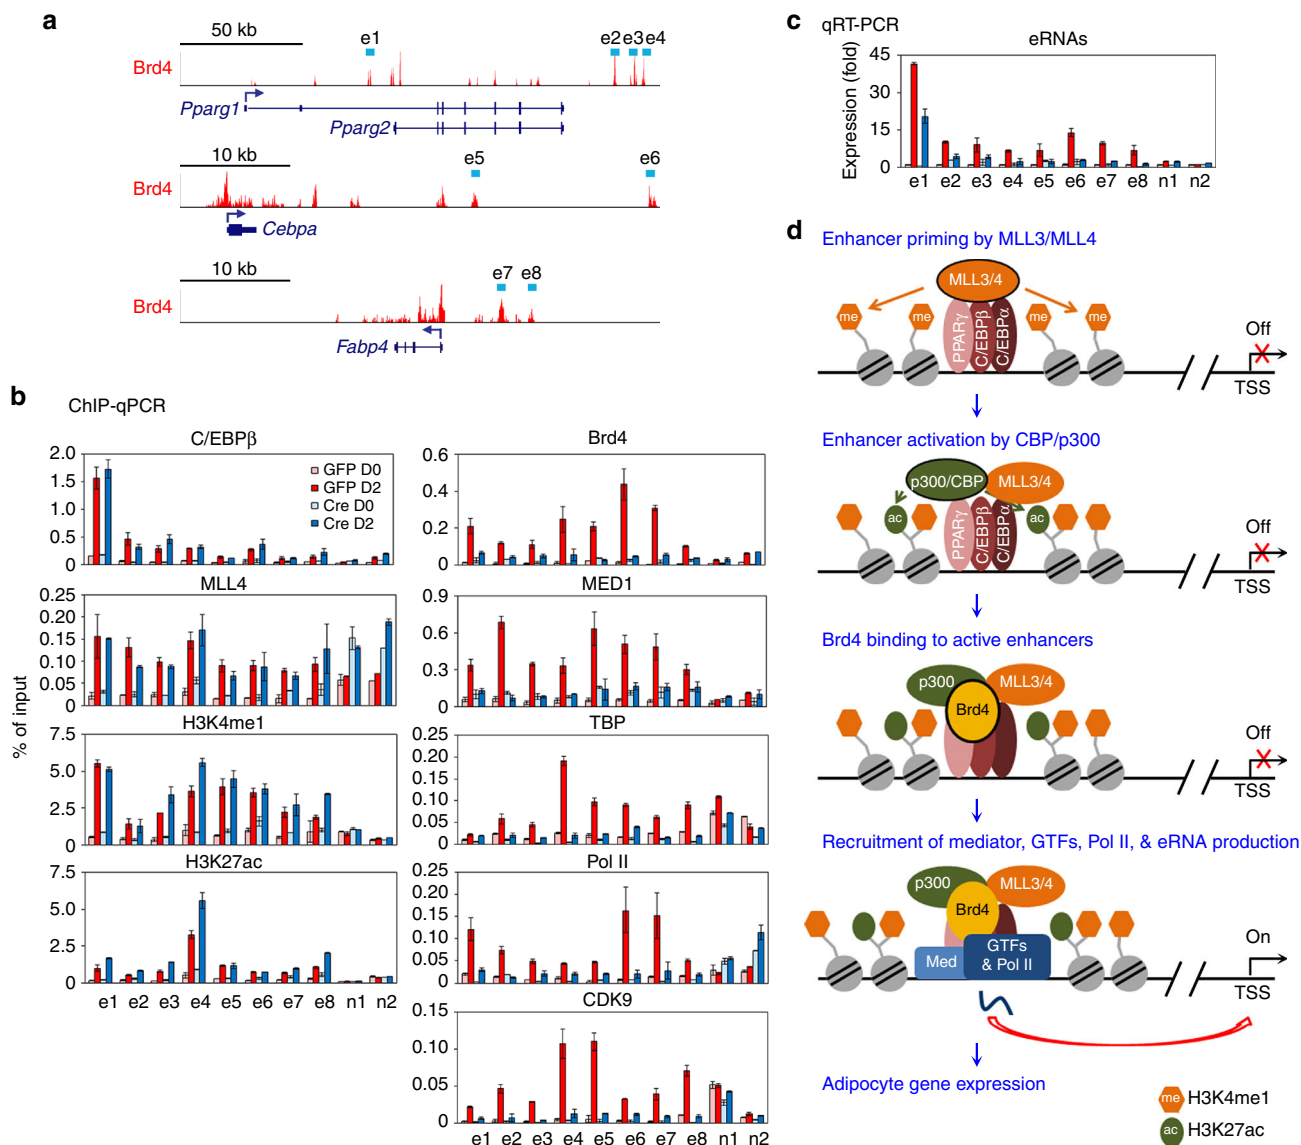 a
50 kb
e1
e2 e3 e4
Brd4
Pparg1
Pparg2
10 kb
e5
e6
Brd4
Cebpa
10 kb
e7 e8
Brd4
Fabp4
b
ChIP-qPCR
% of input
C/EBPβ
2.0
1.5
1.0
0.5
0
GFP D0
GFP D2
Cre D0
Cre D2
MLL4
0.25
0.20
0.15
0.10
0.05
0
H3K4me1
7.5
5.0
2.5
0
H3K27ac
7.5
5.0
2.5
0
e1 e2 e3 e4 e5 e6 e7 e8 n1 n2
Brd4
0.6
0.4
0.2
0
MED1
0.9
0.6
0.3
0
TBP
0.25
0.20
0.15
0.10
0.05
0
Pol II
0.25
0.20
0.15
0.10
0.05
0
CDK9
0.15
0.10
0.05
0
e1 e2 e3 e4 e5 e6 e7 e8 n1 n2
c
qRT-PCR
eRNAs
Expression (fold)
45
30
15
0
e1 e2 e3 e4 e5 e6 e7 e8 n1 n2
d
Enhancer priming by MLL3/MLL4
MLL3/4
me me me me
PPARγ
C/EBPβ
C/EBPα
Off
TSS
Enhancer activation by CBP/p300
p300/CBP
MLL3/4
ac ac
PPARγ
C/EBPβ
C/EBPα
Off
TSS
Brd4 binding to active enhancers
p300
MLL3/4
Brd4
Off
TSS
Recruitment of mediator, GTFs, Pol II, & eRNA production
p300
MLL3/4
Brd4
Med
GTFs
& Pol II
On
TSS
Adipocyte gene expression
me H3K4me1
ac H3K27ac